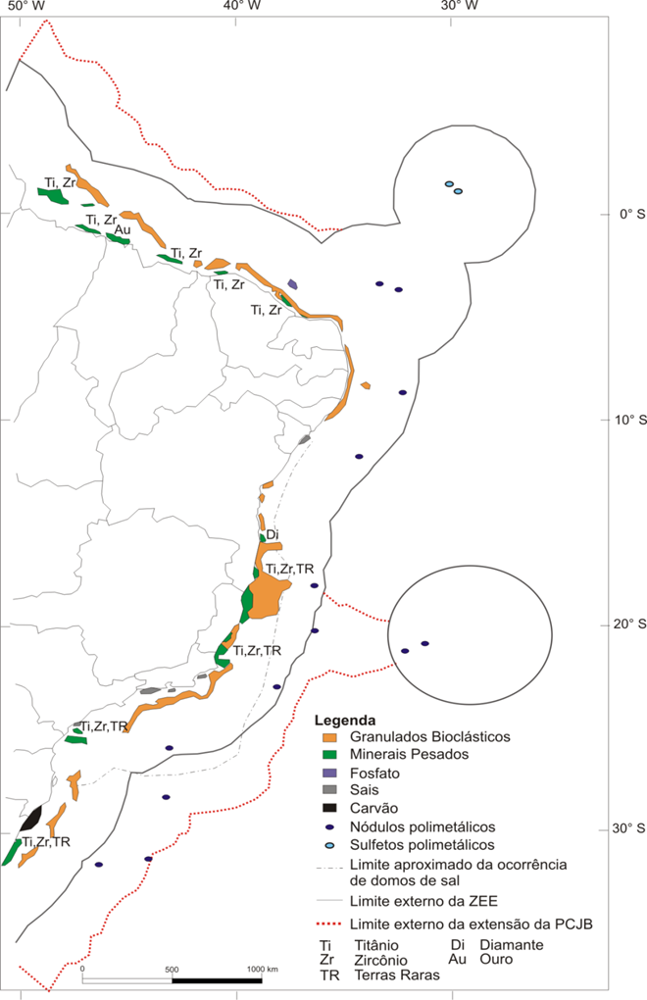 50° W 40° W 30° W
Ti, Zr
0° S
Ti, Zr
Au
Ti, Zr
Ti, Zr
Ti, Zr
10° S
Di
Ti,Zr,TR
20° S
Ti,Zr,TR
Ti,Zr,TR
30° S
Ti,Zr,TR
Legenda
Granulados Bioclásticos
Minerais Pesados
Fosfato
Sais
Carvão
Nódulos polimetálicos
Sulfetos polimetálicos
Limite aproximado da ocorrência
de domos de sal
Limite externo da ZEE
Limite externo da extensão da PCJB
Ti Titânio Di Diamante
Zr Zircônio Au Ouro
TR Terras Raras
0 500 1000 km